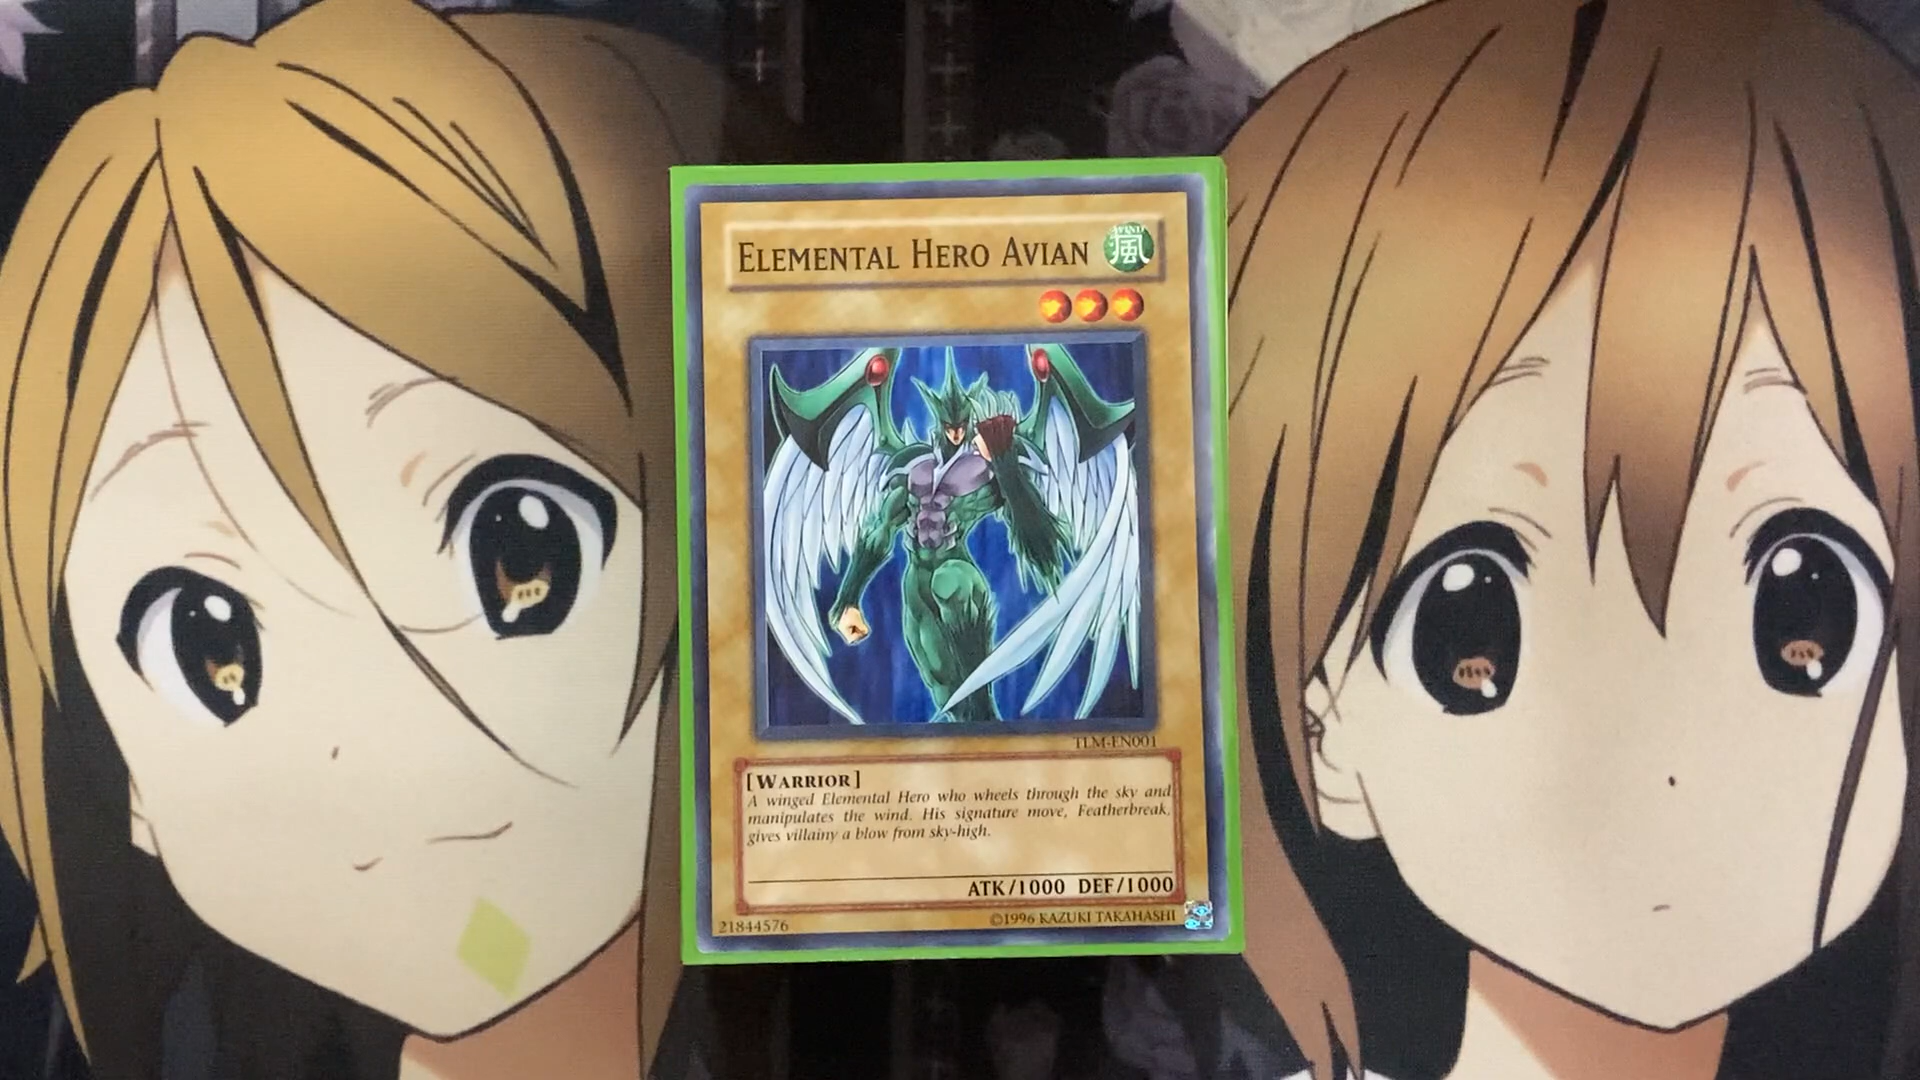 ELEMENTAL HERO AVIAN
WIND
風
TLM-EN001
[WARRIOR]
A winged Elemental Hero who wheels through the sky and
manipulates the wind. His signature move, Featherbreak,
gives villainy a blow from sky-high.
ATK/1000 DEF/1000
21844576 ©1996 KAZUKI TAKAHASHI